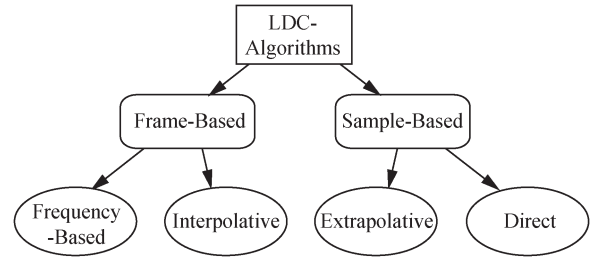 LDC-
Algorithms
Frame-Based
Sample-Based
Frequency
-Based
Interpolative
Extrapolative
Direct